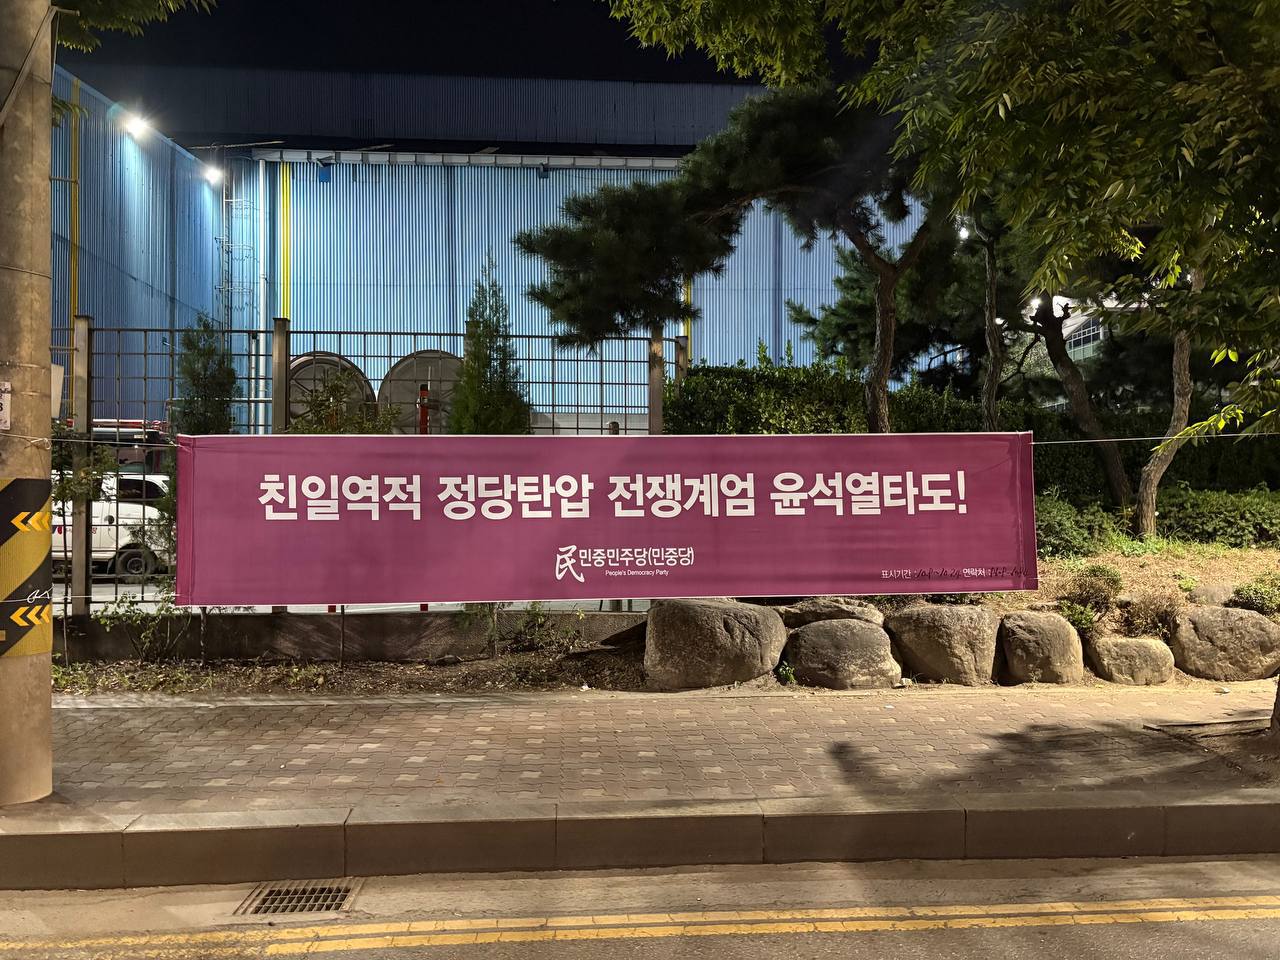 친일역적 정당탄압 전쟁계엄 윤석열타도!
民 민중민주당(민중당)
People's Democracy Party
표시기간 연락처